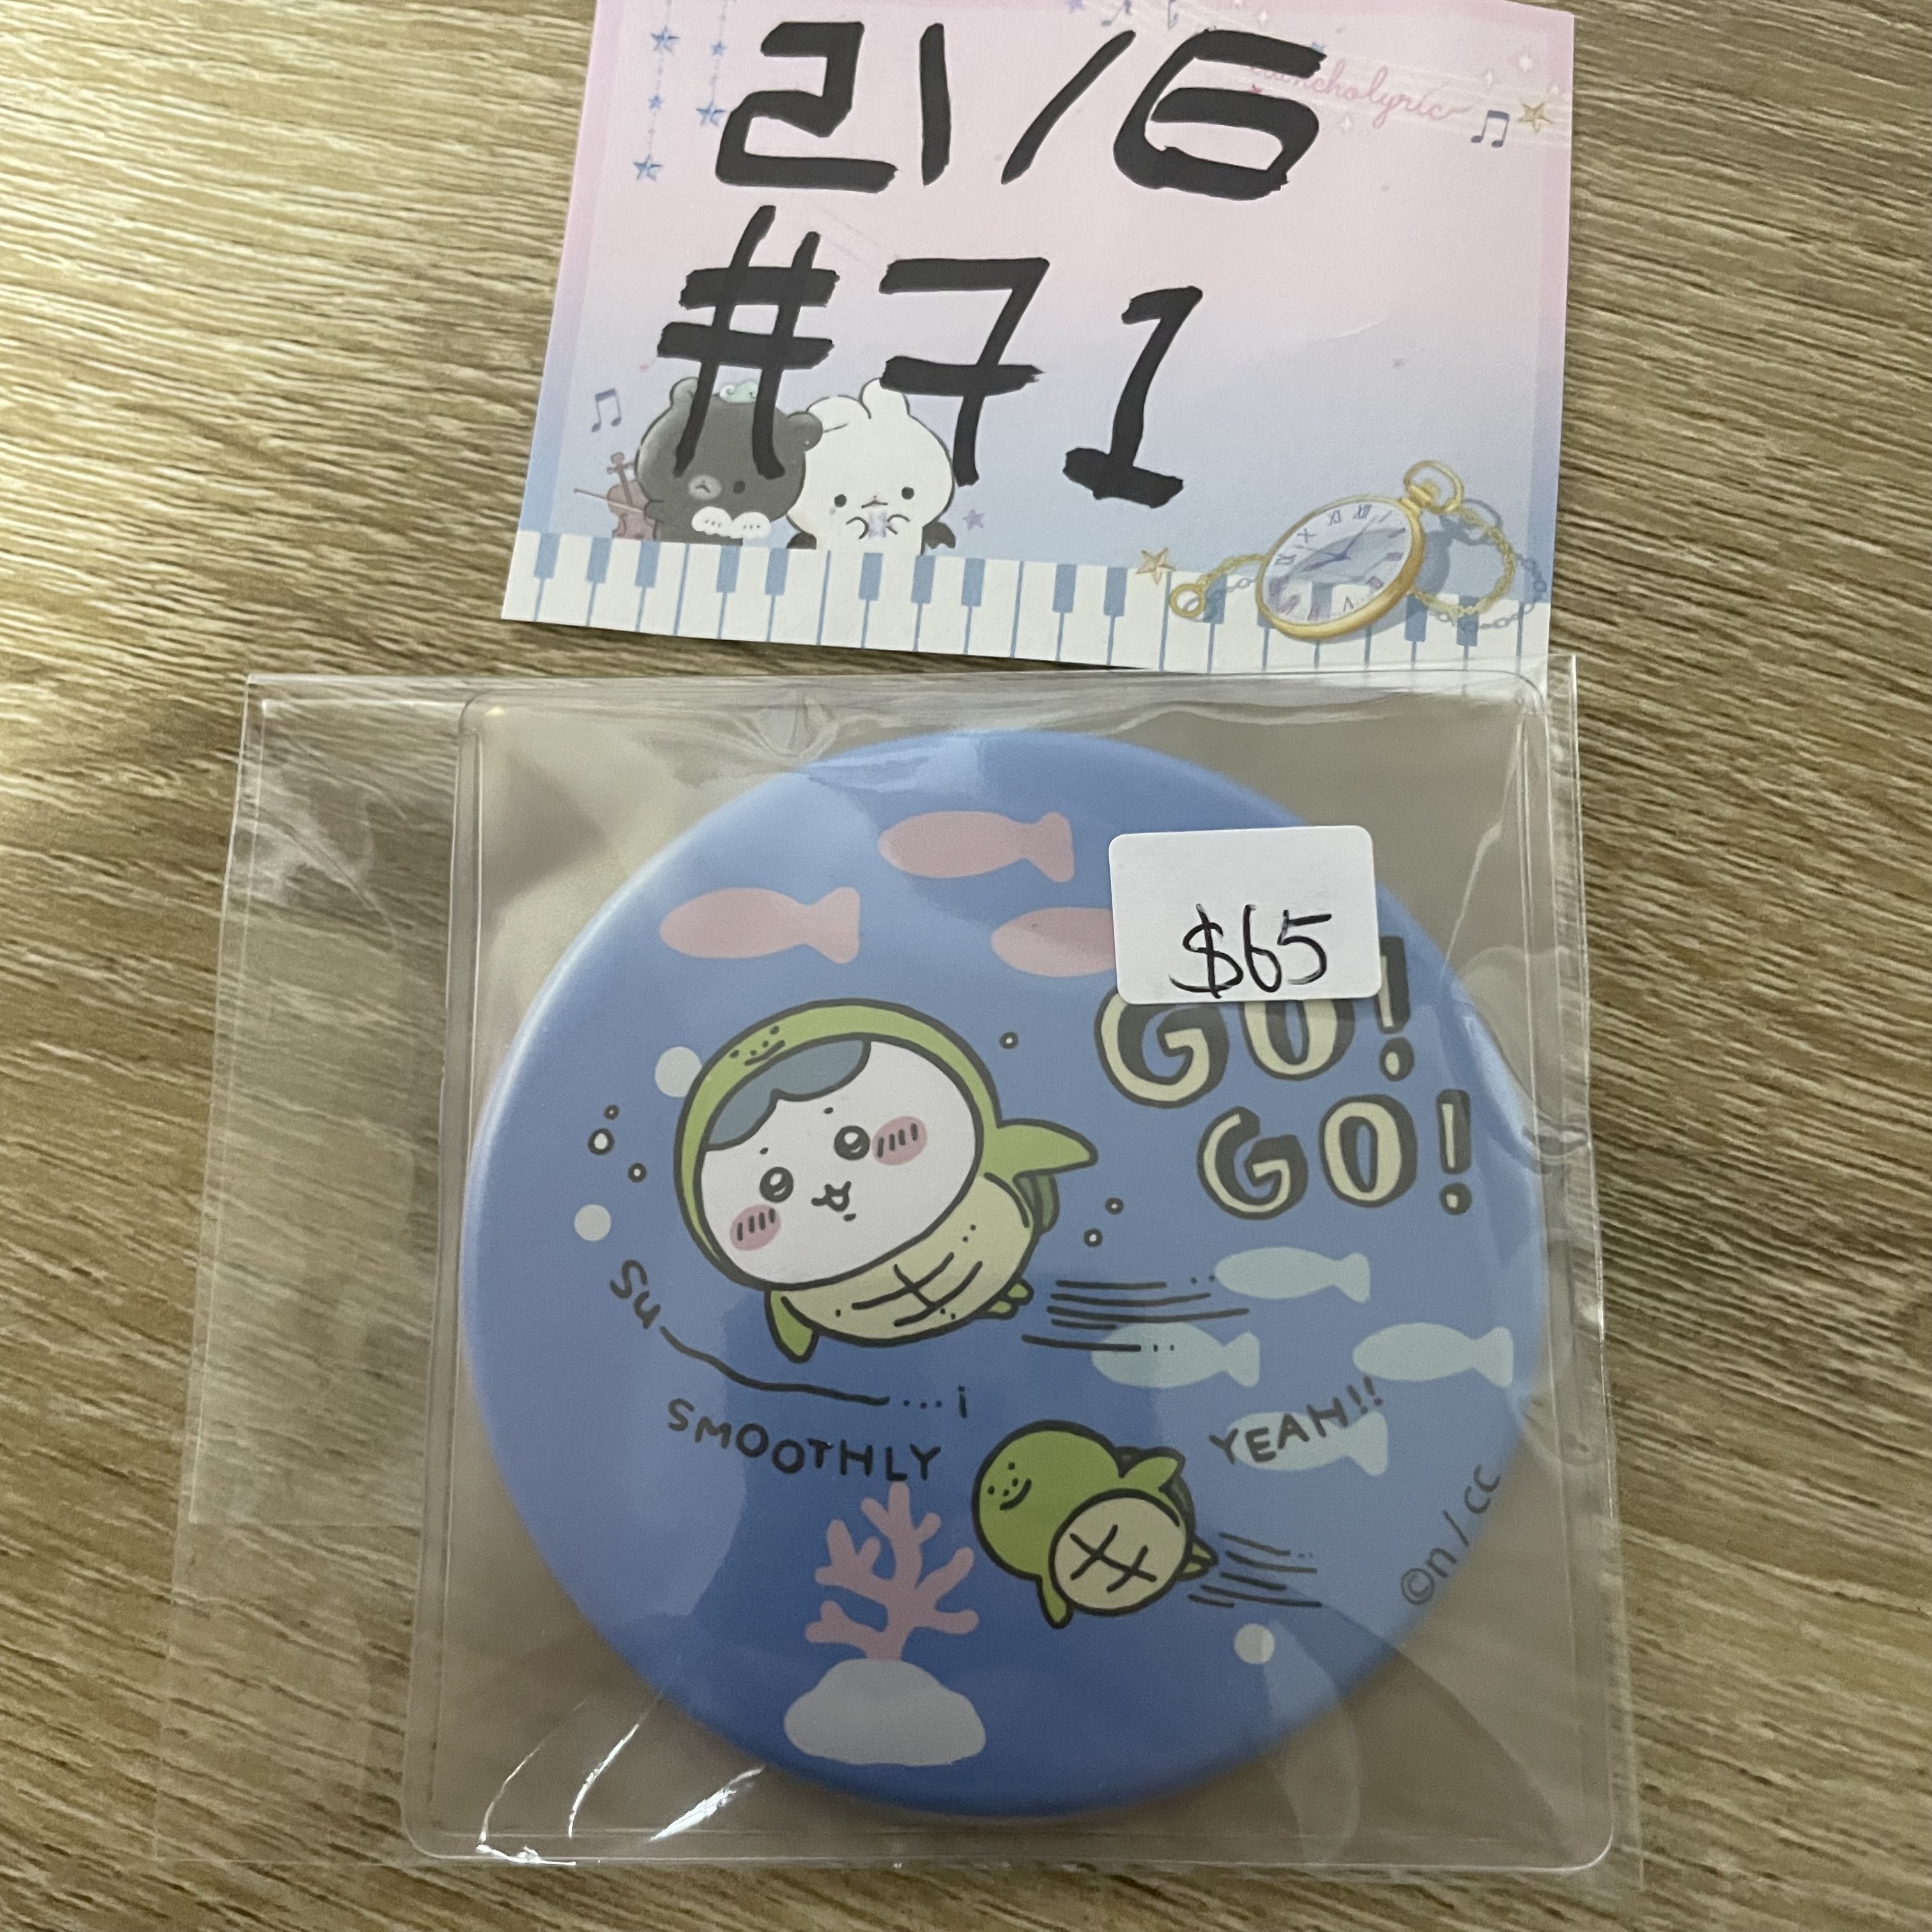 21/6
#71
$65
GO!
GO!
Su——...i
SMOOTHLY
YEAH!!
©n/cc